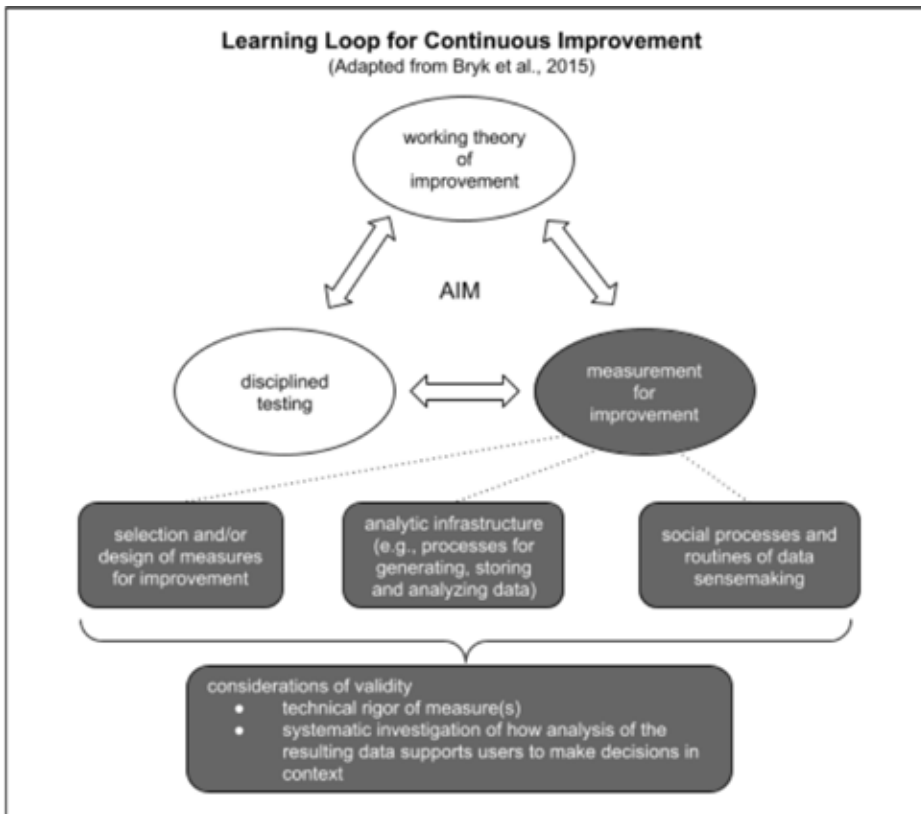 Learning Loop for Continuous Improvement
(Adapted from Bryk et al., 2015)
working theory
of
improvement
AIM
disciplined
testing
measurement
for
improvement
selection and/or
design of measures
for improvement
analytic infrastructure
(e.g., processes for
generating, storing
and analyzing data)
social processes and
routines of data
sensemaking
considerations of validity
● technical rigor of measure(s)
● systematic investigation of how analysis of the
resulting data supports users to make decisions in
context